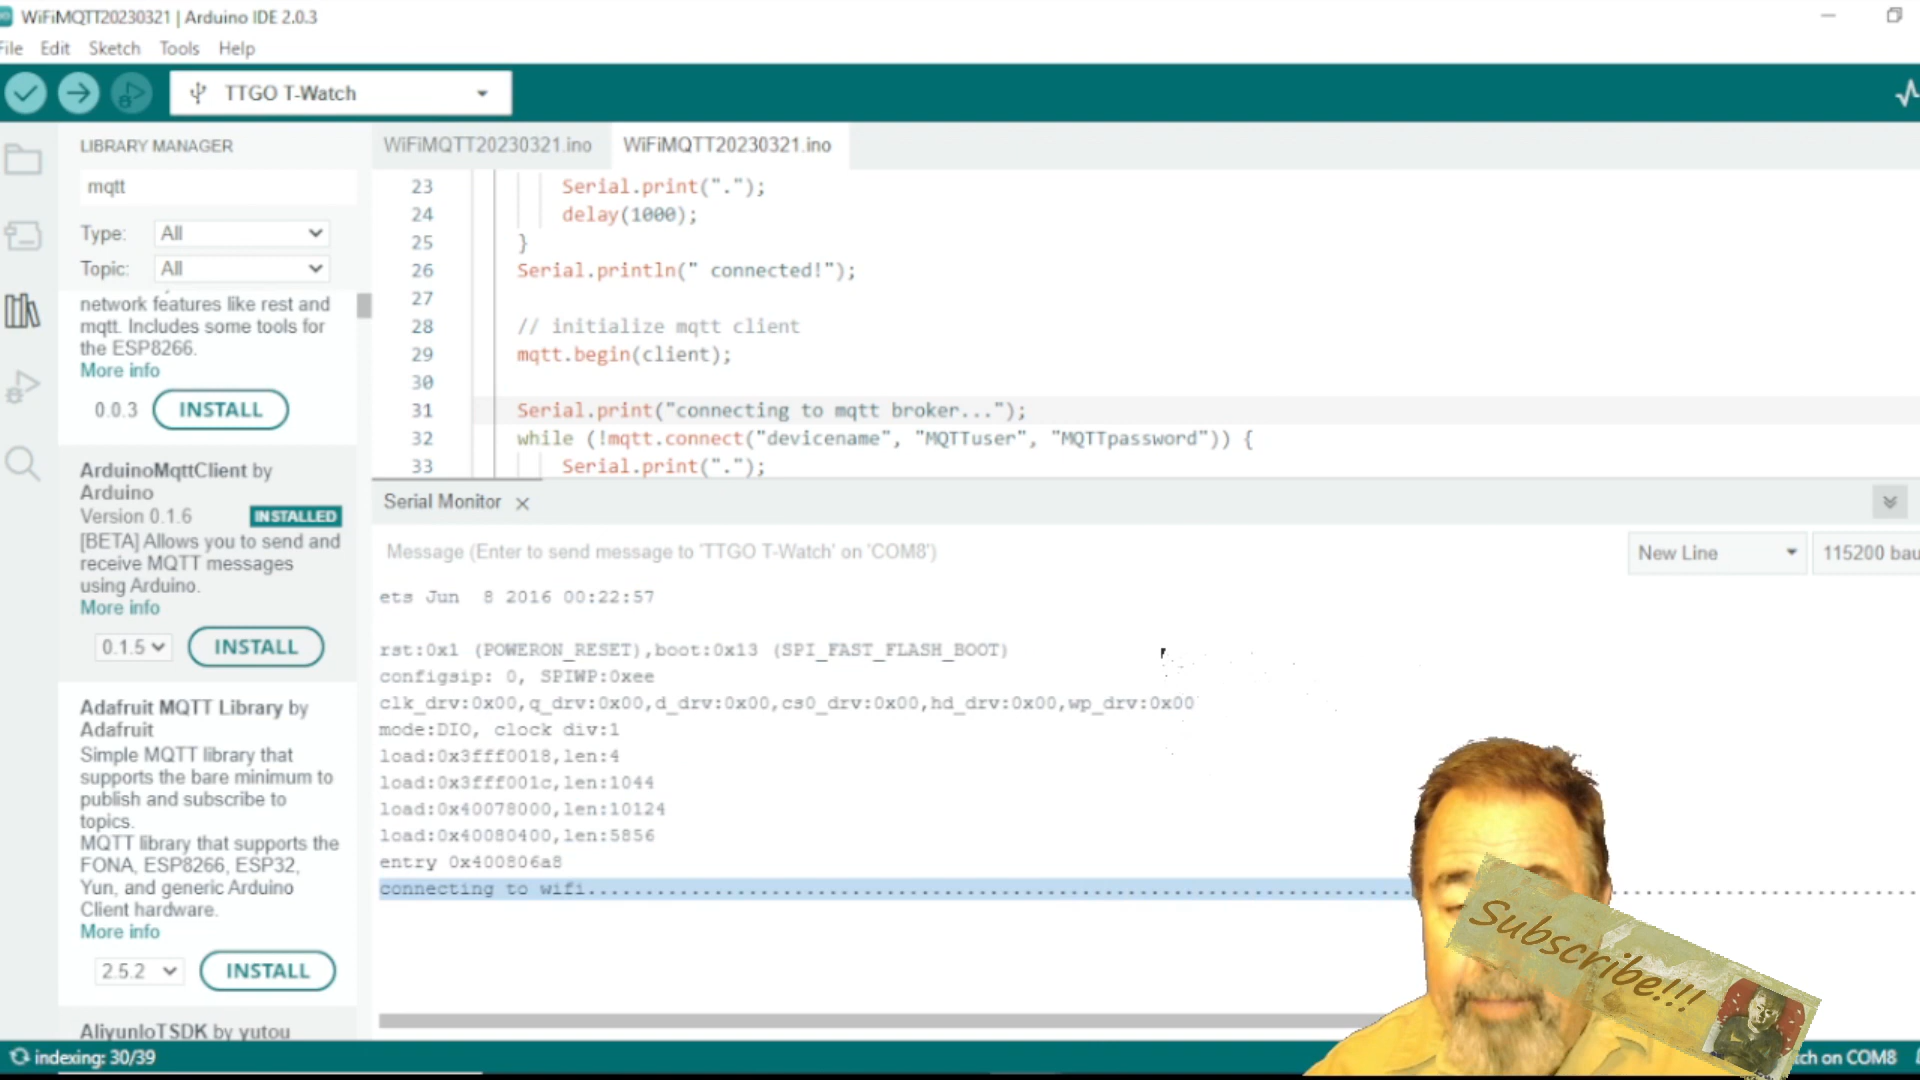 WiFiMQTT20230321 | Arduino IDE 2.0.3
File Edit Sketch Tools Help
TTGO T-Watch
LIBRARY MANAGER
mqtt
Type: All
Topic: All
network features like rest and
mqtt. Includes some tools for
the ESP8266.
More info
0.0.3 INSTALL
ArduinoMqttClient by
Arduino
Version 0.1.6 INSTALLED
[BETA] Allows you to send and
receive MQTT messages
using Arduino.
More info
0.1.5 INSTALL
Adafruit MQTT Library by
Adafruit
Simple MQTT library that
supports the bare minimum to
publish and subscribe to
topics.
MQTT library that supports the
FONA, ESP8266, ESP32,
Yun, and generic Arduino
Client hardware.
More info
2.5.2 INSTALL
AliyunIoTSDK by yutou
WiFiMQTT20230321.ino WiFiMQTT20230321.ino
23 Serial.print(".");
24 delay(1000);
25 }
26 Serial.println(" connected!");
27
28 // initialize mqtt client
29 mqtt.begin(client);
30
31 Serial.print("connecting to mqtt broker...");
32 while (!mqtt.connect("devicename", "MQTTuser", "MQTTpassword")) {
33 Serial.print(".");
Serial Monitor
Message (Enter to send message to 'TTGO T-Watch' on 'COM8')
New Line 115200 bau
ets Jun 8 2016 00:22:57
rst:0x1 (POWERON_RESET),boot:0x13 (SPI_FAST_FLASH_BOOT)
configsip: 0, SPIWP:0xee
clk_drv:0x00,q_drv:0x00,d_drv:0x00,cs0_drv:0x00,hd_drv:0x00,wp_drv:0x00
mode:DIO, clock div:1
load:0x3fff0018,len:4
load:0x3fff001c,len:1044
load:0x40078000,len:10124
load:0x40080400,len:5856
entry 0x400806a8
connecting to wifi...
Subscribe!!!
indexing: 30/39
tch on COM8